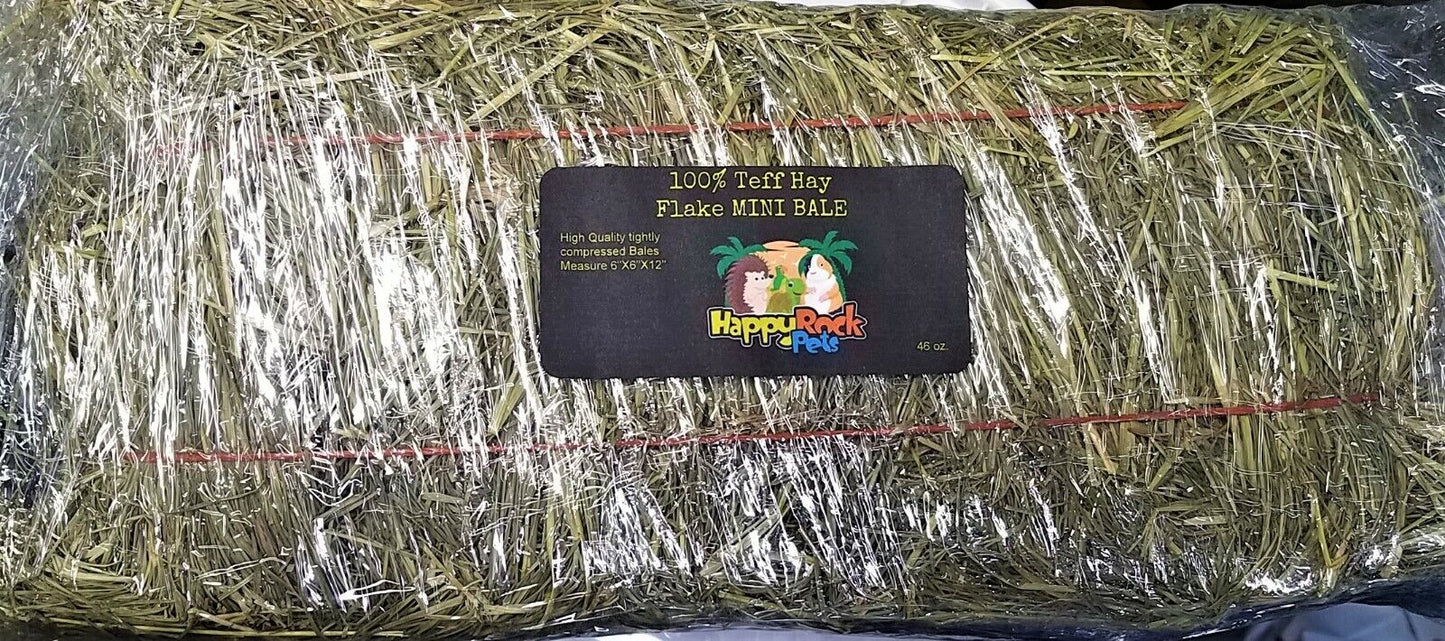 100% Teff Hay
Flake MINI BALE
High Quality tightly
compressed Bales
Measure 6"X6"X12"
HappyRock
Pets
46 oz.